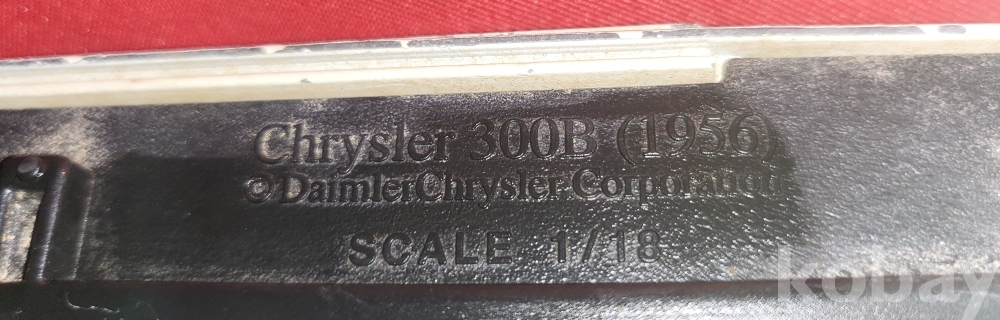 Chrysler 300B (1956)
©DaimlerChrysler Corporation
SCALE 1/18
kobay